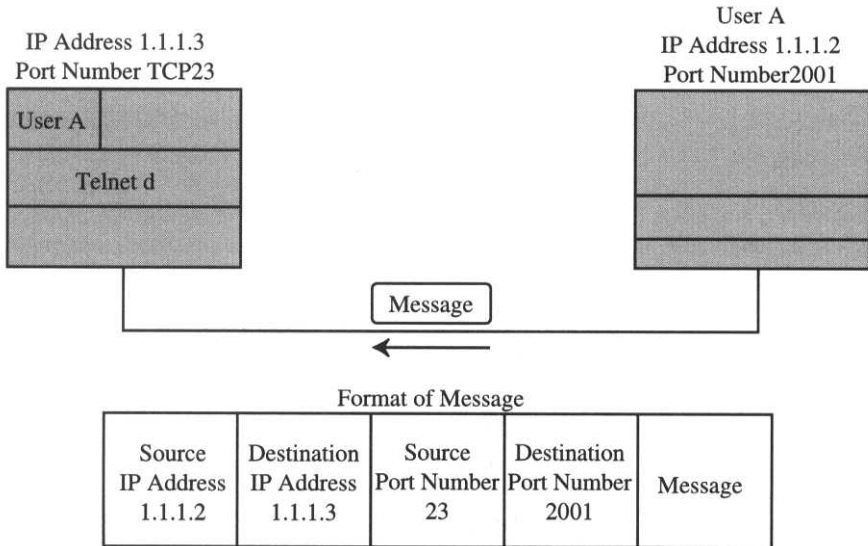 IP Address 1.1.1.3
Port Number TCP23
User A
Telnet d
User A
IP Address 1.1.1.2
Port Number2001
Message
Format of Message
Source
IP Address
1.1.1.2
Destination
IP Address
1.1.1.3
Source
Port Number
23
Destination
Port Number
2001
Message